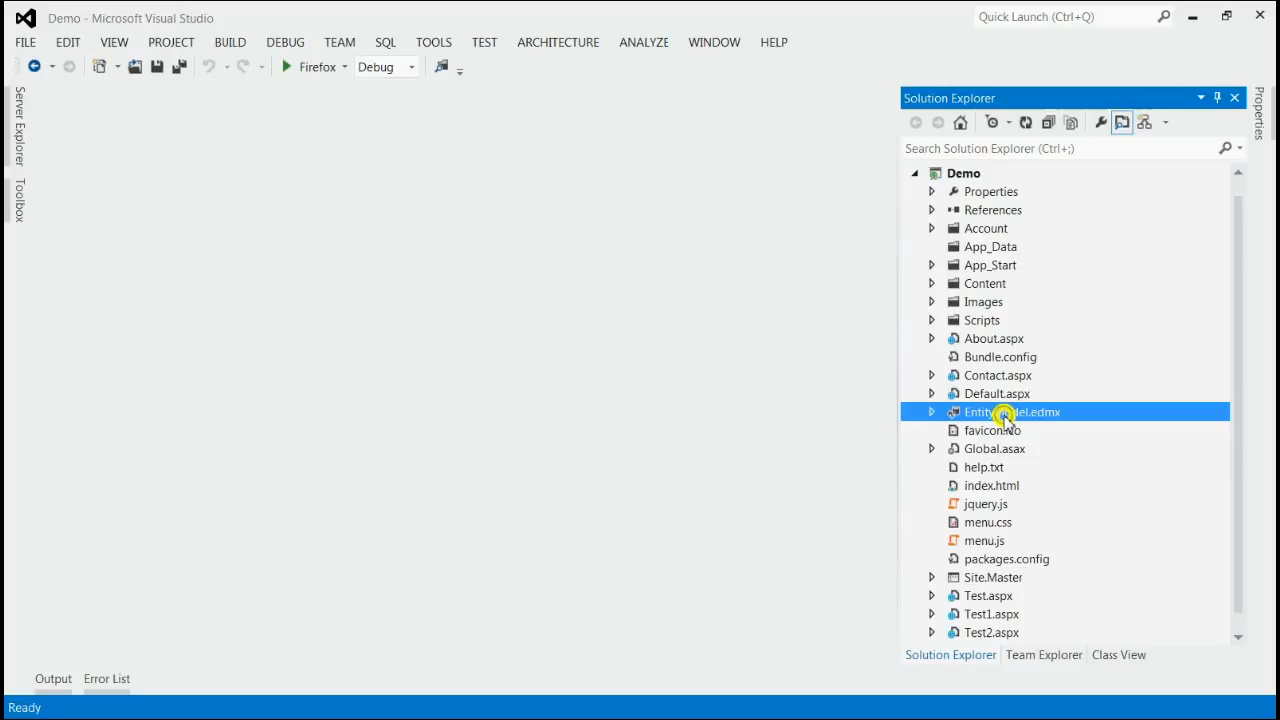 Demo - Microsoft Visual Studio
Quick Launch (Ctrl+Q)
FILE EDIT VIEW PROJECT BUILD DEBUG TEAM SQL TOOLS TEST ARCHITECTURE ANALYZE WINDOW HELP
Firefox Debug
Server Explorer
Toolbox
Solution Explorer
Search Solution Explorer (Ctrl+;)
Demo
Properties
References
Account
App_Data
App_Start
Content
Images
Scripts
About.aspx
Bundle.config
Contact.aspx
Default.aspx
Global.asax
help.txt
index.html
jquery.js
menu.css
menu.js
packages.config
Site.Master
Test.aspx
Test1.aspx
Test2.aspx
Solution Explorer Team Explorer Class View
Properties
Output Error List
Ready